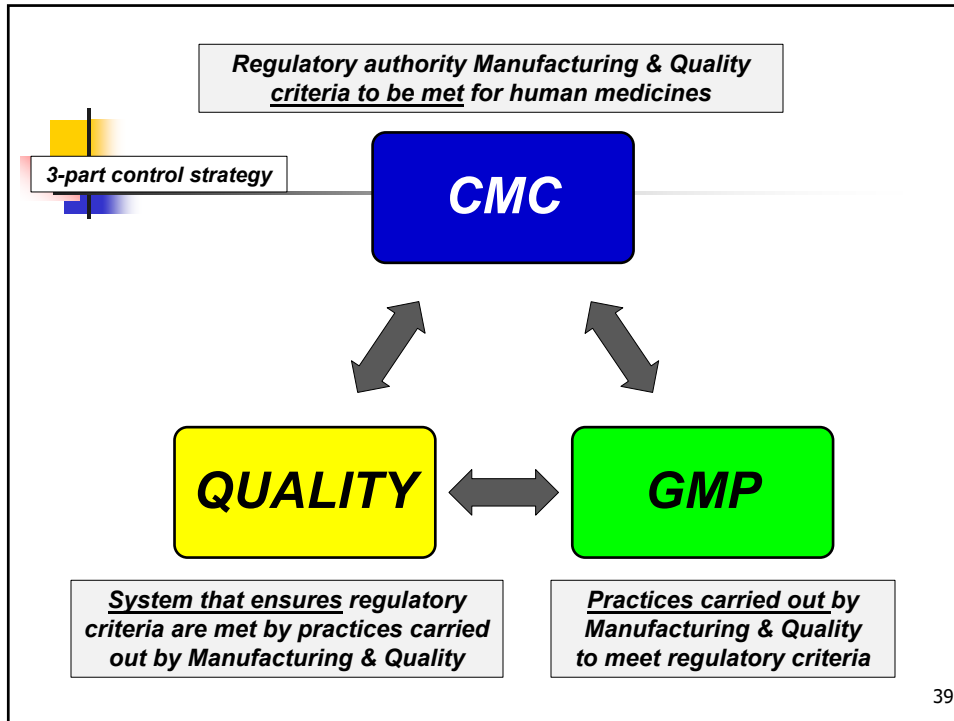 Regulatory authority Manufacturing & Quality
criteria to be met for human medicines
3-part control strategy
CMC
QUALITY
GMP
System that ensures regulatory
criteria are met by practices carried
out by Manufacturing & Quality
Practices carried out by
Manufacturing & Quality
to meet regulatory criteria
39